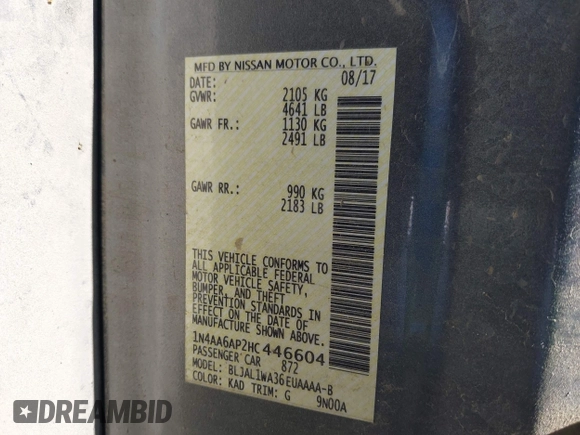 MFD BY NISSAN MOTOR CO., LTD.
DATE: 08/17
GVWR: 2105 KG
4641 LB
GAWR FR.: 1130 KG
2491 LB
GAWR RR.: 990 KG
2183 LB
THIS VEHICLE CONFORMS TO
ALL APPLICABLE FEDERAL
MOTOR VEHICLE SAFETY,
BUMPER, AND THEFT
PREVENTION STANDARDS IN
EFFECT ON THE DATE OF
MANUFACTURE SHOWN ABOVE.
1N4AA6AP2HC446604
PASSENGER CAR 872
MODEL: BLJAL1WA36EUAAAA-B
COLOR: KAD TRIM: G 9N00A
AUTOHELPERBOT.COM